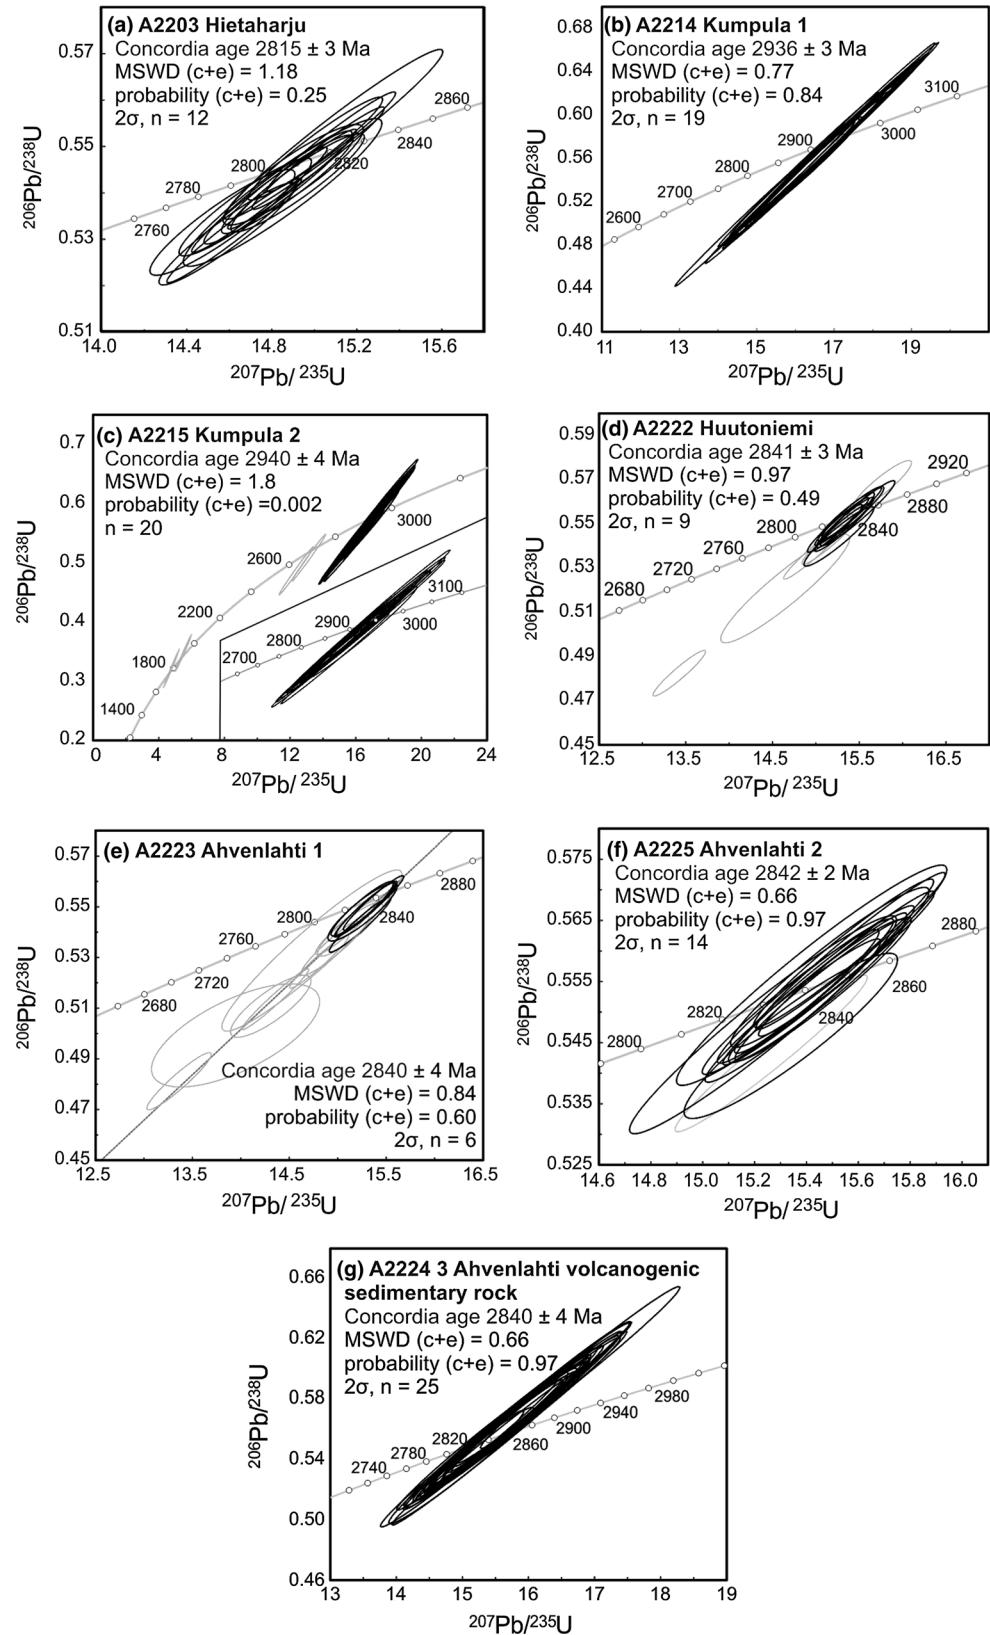 (a) A2203 Hietaharju
Concordia age 2815 ± 3 Ma
MSWD (c+e) = 1.18
probability (c+e) = 0.25
2σ, n = 12
0.57
0.55
0.53
0.51
206Pb/238U
2760
2780
2800
2820
2840
2860
14.0
14.4
14.8
15.2
15.6
207Pb/ 235U
(b) A2214 Kumpula 1
Concordia age 2936 ± 3 Ma
MSWD (c+e) = 0.77
probability (c+e) = 0.84
2σ, n = 19
0.68
0.64
0.60
0.56
0.52
0.48
0.44
0.40
206Pb/238U
2600
2700
2800
2900
3000
3100
11
13
15
17
19
207Pb/ 235U
(c) A2215 Kumpula 2
Concordia age 2940 ± 4 Ma
MSWD (c+e) = 1.8
probability (c+e) =0.002
n = 20
0.7
0.6
0.5
0.4
0.3
0.2
206Pb/238U
1400
1800
2200
2600
3000
2700
2800
2900
3000
3100
0
4
8
12
16
20
24
207Pb/ 235U
(d) A2222 Huutoniemi
Concordia age 2841 ± 3 Ma
MSWD (c+e) = 0.97
probability (c+e) = 0.49
2σ, n = 9
0.59
0.57
0.55
0.53
0.51
0.49
0.47
0.45
206Pb/238U
2680
2720
2760
2800
2840
2880
2920
12.5
13.5
14.5
15.5
16.5
207Pb/ 235U
(e) A2223 Ahvenlahti 1
0.57
0.55
0.53
0.51
0.49
0.47
0.45
206Pb/238U
2680
2720
2760
2800
2840
2880
Concordia age 2840 ± 4 Ma
MSWD (c+e) = 0.84
probability (c+e) = 0.60
2σ, n = 6
12.5
13.5
14.5
15.5
16.5
207Pb/ 235U
(f) A2225 Ahvenlahti 2
Concordia age 2842 ± 2 Ma
MSWD (c+e) = 0.66
probability (c+e) = 0.97
2σ, n = 14
0.575
0.565
0.555
0.545
0.535
0.525
206Pb/238U
2800
2820
2840
2860
2880
14.6
14.8
15.0
15.2
15.4
15.6
15.8
16.0
207Pb/ 235U
(g) A2224 3 Ahvenlahti volcanogenic
sedimentary rock
Concordia age 2840 ± 4 Ma
MSWD (c+e) = 0.66
probability (c+e) = 0.97
2σ, n = 25
0.66
0.62
0.58
0.54
0.50
0.46
206Pb/238U
2740
2780
2820
2860
2900
2940
2980
13
14
15
16
17
18
19
207Pb/235U